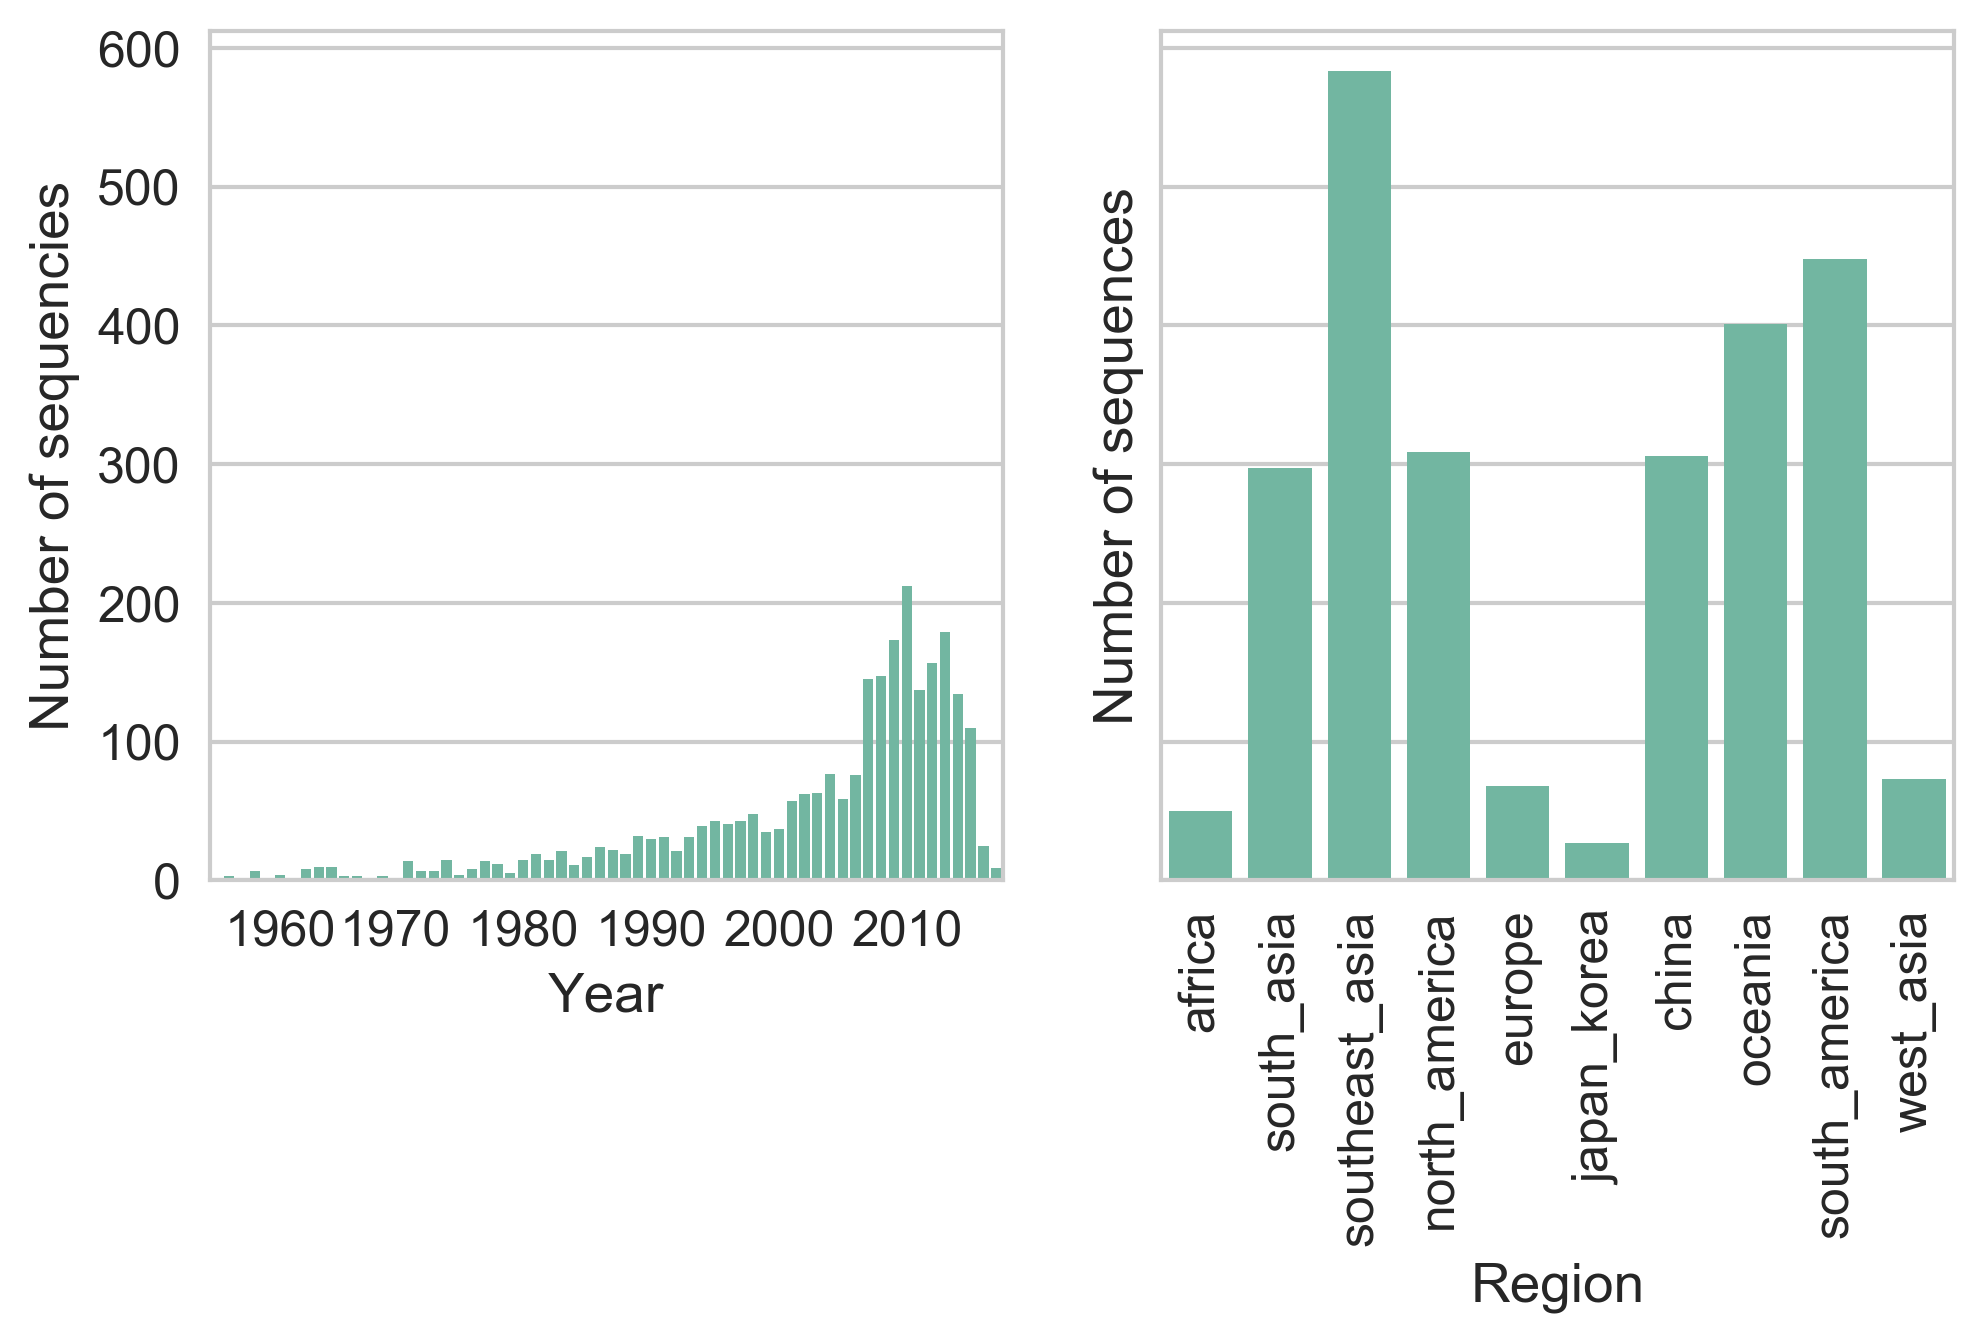 600
500
400
300
200
100
0
Number of sequencies
1960 1970 1980 1990 2000 2010
Year
Number of sequences
africa
south_asia
southeast_asia
north_america
europe
japan_korea
china
oceania
south_america
west_asia
Region